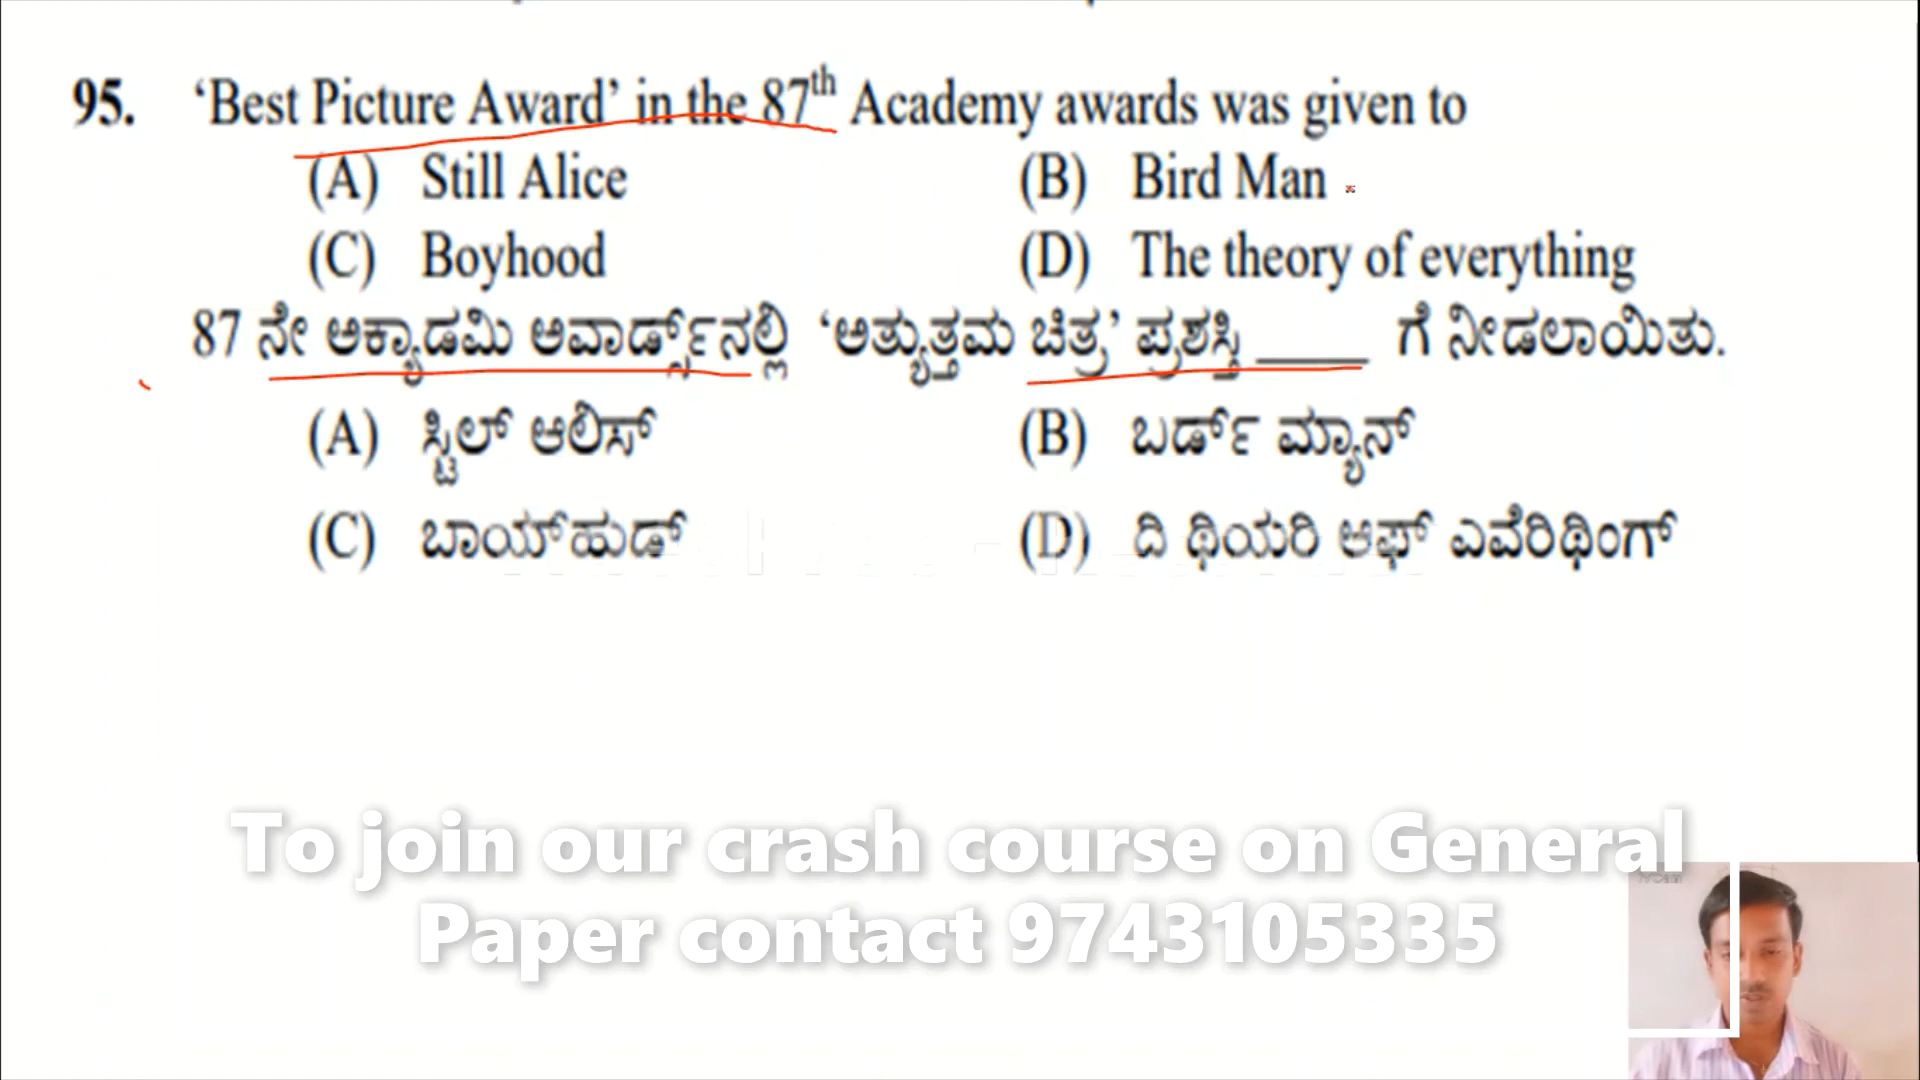 95. ‘Best Picture Award’ in the 87th Academy awards was given to
(A) Still Alice (B) Bird Man
(C) Boyhood (D) The theory of everything
87 ನೇ ಅಕ್ಯಾಡಮಿ ಅವಾರ್ಡ್ಸ್‌ನಲ್ಲಿ ‘ಅತ್ಯುತ್ತಮ ಚಿತ್ರ’ ಪ್ರಶಸ್ತಿ ____ ಗೆ ನೀಡಲಾಯಿತು.
(A) ಸ್ಟಿಲ್ ಆಲಿಸ್ (B) ಬರ್ಡ್ ಮ್ಯಾನ್
(C) ಬಾಯ್‌ಹುಡ್ (D) ದಿ ಥಿಯರಿ ಆಫ್ ಎವೆರಿಥಿಂಗ್
To join our crash course on General
Paper contact 9743105335